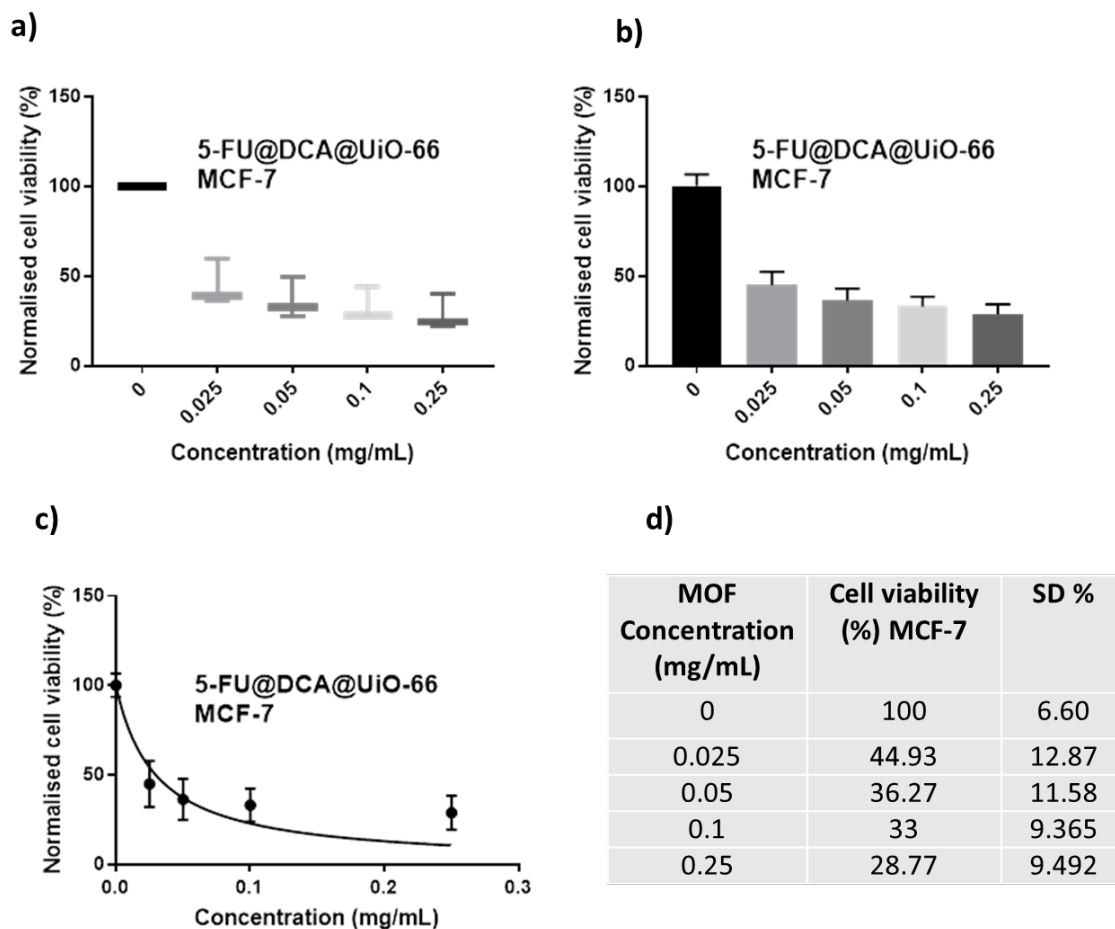 a)
Normalised cell viability (%)
150
100
50
0
5-FU@DCA@UiO-66
MCF-7
0
0.025
0.05
0.1
0.25
Concentration (mg/mL)
b)
Normalised cell viability (%)
150
100
50
0
5-FU@DCA@UiO-66
MCF-7
0
0.025
0.05
0.1
0.25
Concentration (mg/mL)
c)
Normalised cell viability (%)
150
100
50
0
5-FU@DCA@UiO-66
MCF-7
0.0 0.1 0.2 0.3
Concentration (mg/mL)
d)
MOF Cell viability SD %
Concentration (%) MCF-7
(mg/mL)
0 100 6.60
0.025 44.93 12.87
0.05 36.27 11.58
0.1 33 9.365
0.25 28.77 9.492